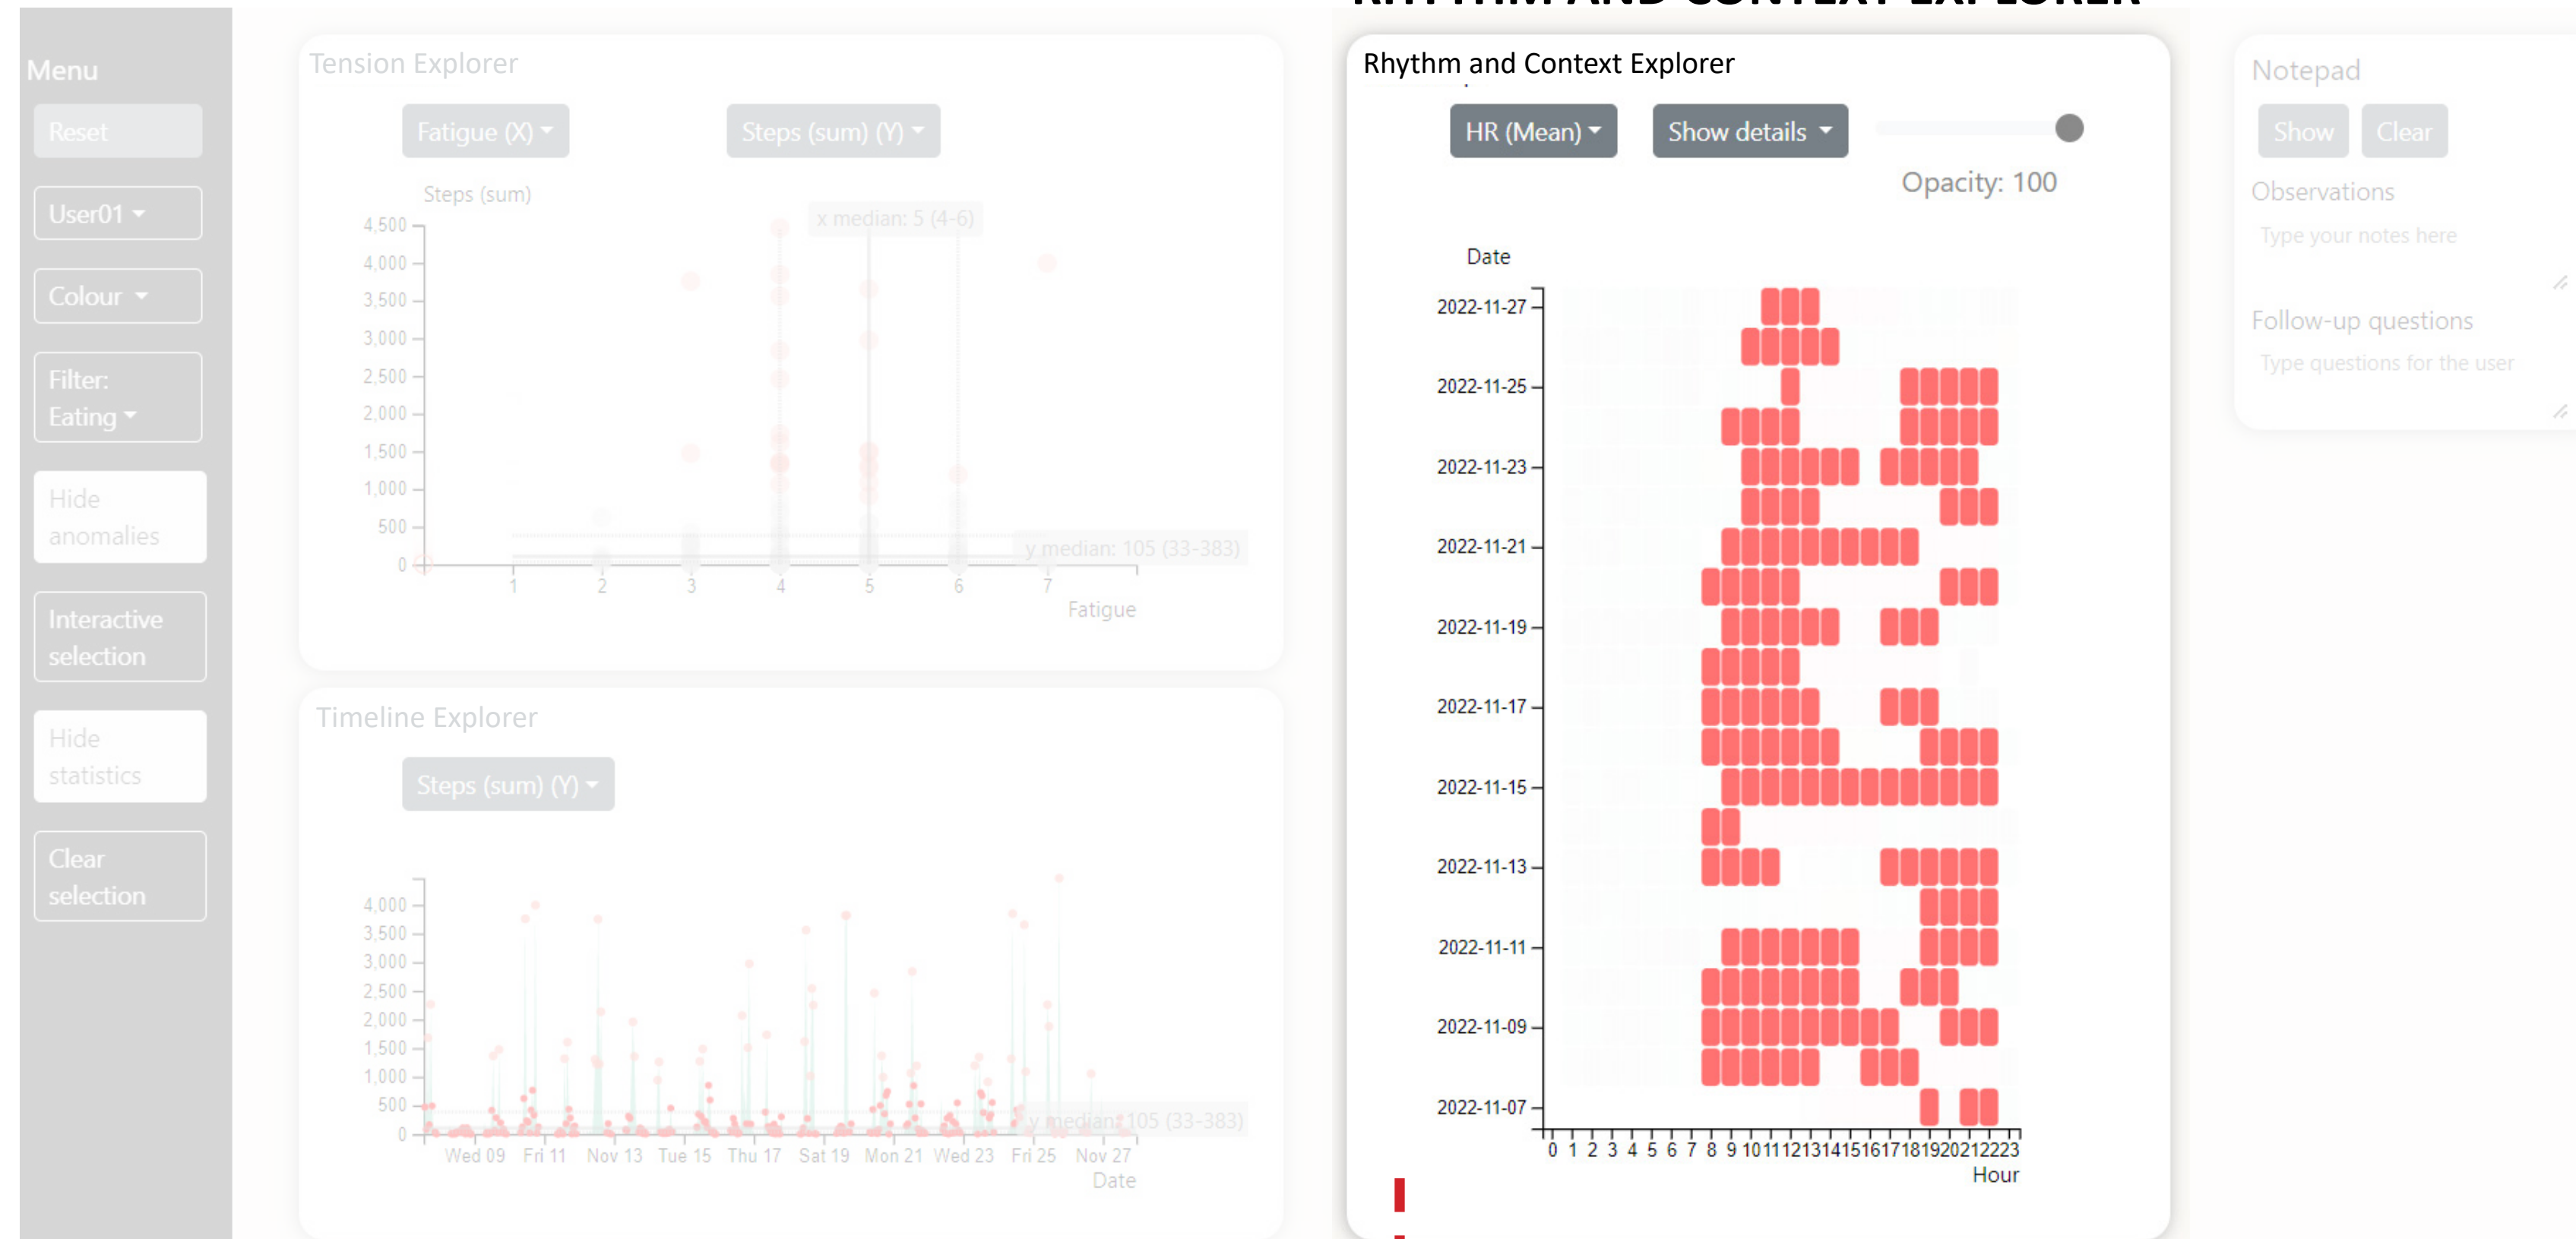 RHYTHM AND CONTEXT EXPLORER
Menu
Reset
User01
Colour
Filter:
Eating
Hide
anomalies
Interactive
selection
Hide
statistics
Clear
selection
Tension Explorer
Fatigue (X)
Steps (sum) (Y)
Steps (sum)
x median: 5 (4-6)
4,500
4,000
3,500
3,000
2,500
2,000
1,500
1,000
500
0
y median: 105 (33-383)
1 2 3 4 5 6 7
Fatigue
Timeline Explorer
Steps (sum) (Y)
4,000
3,500
3,000
2,500
2,000
1,500
1,000
500
0
y median: 105 (33-383)
Wed 09 Fri 11 Nov 13 Tue 15 Thu 17 Sat 19 Mon 21 Wed 23 Fri 25 Nov 27
Date
Rhythm and Context Explorer
HR (Mean)
Show details
Opacity: 100
Date
2022-11-27
2022-11-25
2022-11-23
2022-11-21
2022-11-19
2022-11-17
2022-11-15
2022-11-13
2022-11-11
2022-11-09
2022-11-07
0 1 2 3 4 5 6 7 8 9 10 11 12 13 14 15 16 17 18 19 20 21 22 23
Hour
Notepad
Show
Clear
Observations
Type your notes here
Follow-up questions
Type questions for the user